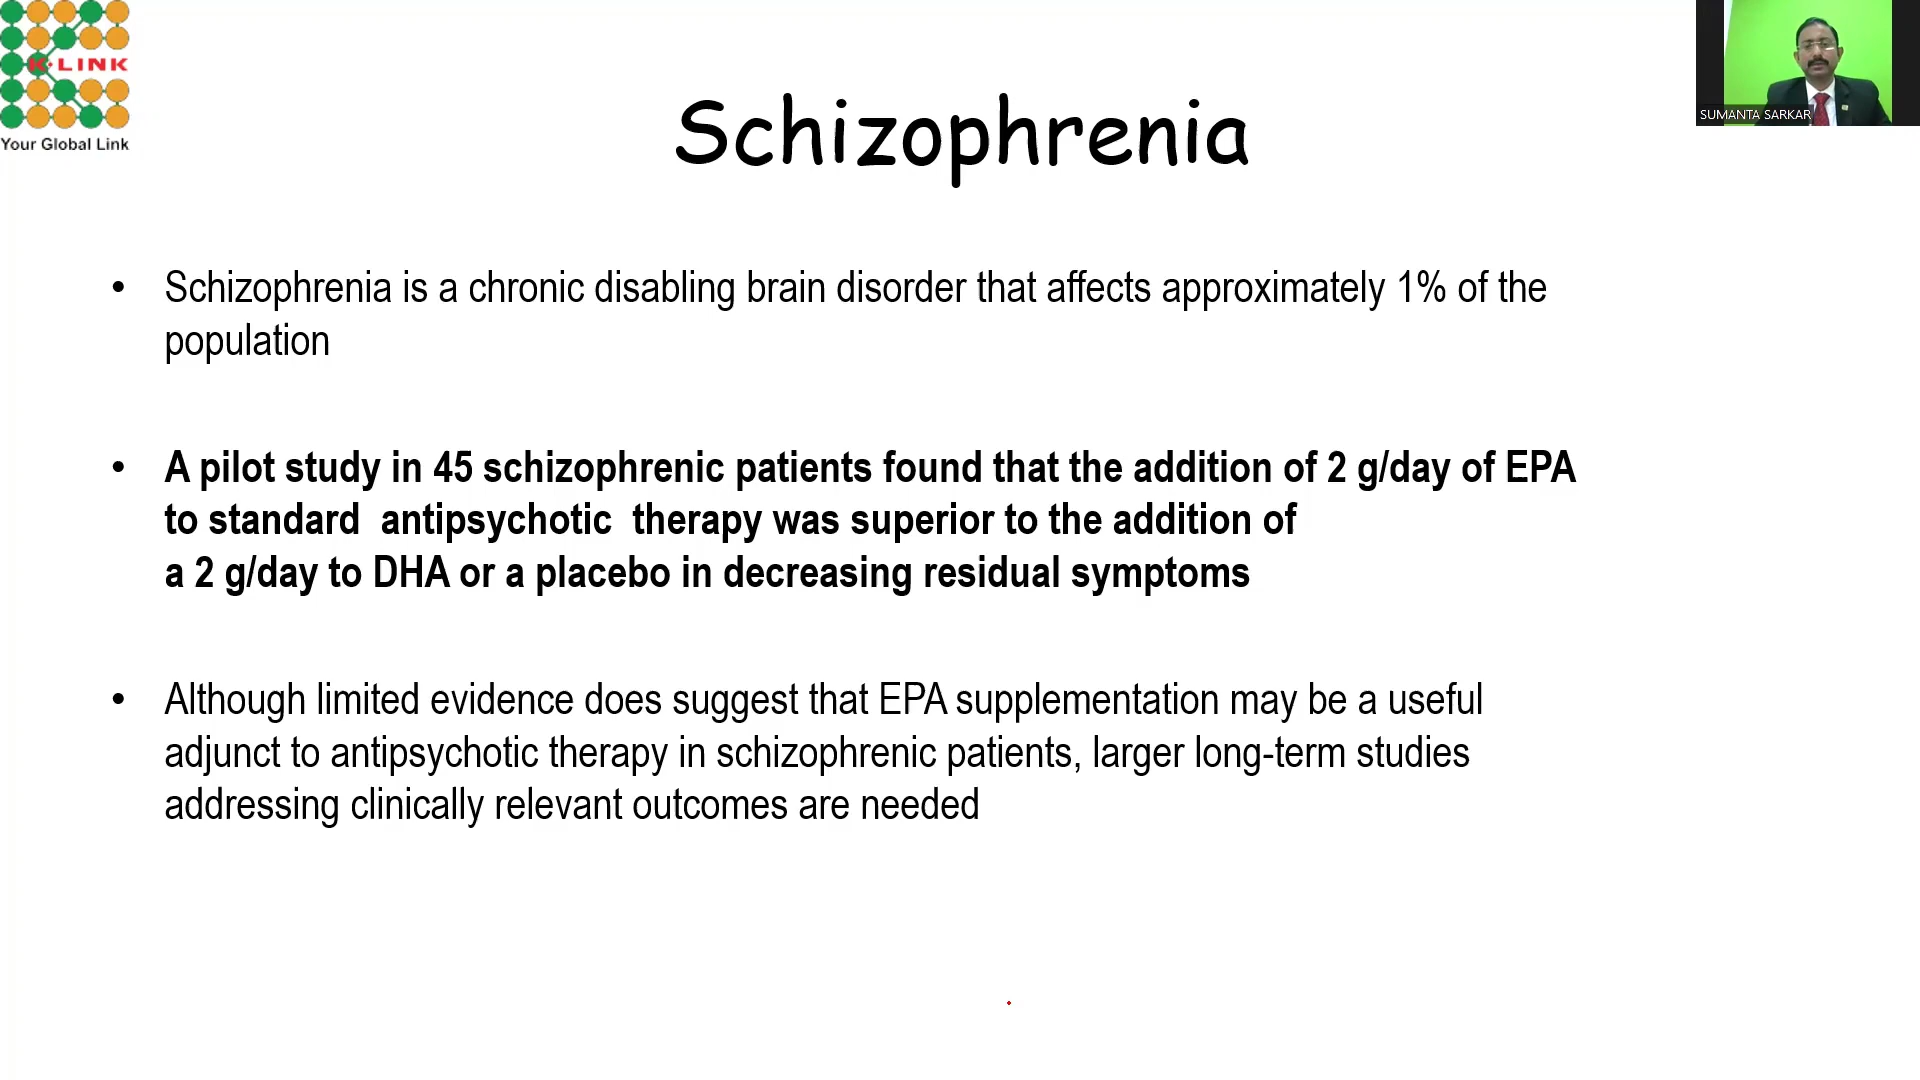 K·LINK
Your Global Link
SUMANTA SARKAR
Schizophrenia
• Schizophrenia is a chronic disabling brain disorder that affects approximately 1% of the
population
• A pilot study in 45 schizophrenic patients found that the addition of 2 g/day of EPA
to standard antipsychotic therapy was superior to the addition of
a 2 g/day to DHA or a placebo in decreasing residual symptoms
• Although limited evidence does suggest that EPA supplementation may be a useful
adjunct to antipsychotic therapy in schizophrenic patients, larger long-term studies
addressing clinically relevant outcomes are needed